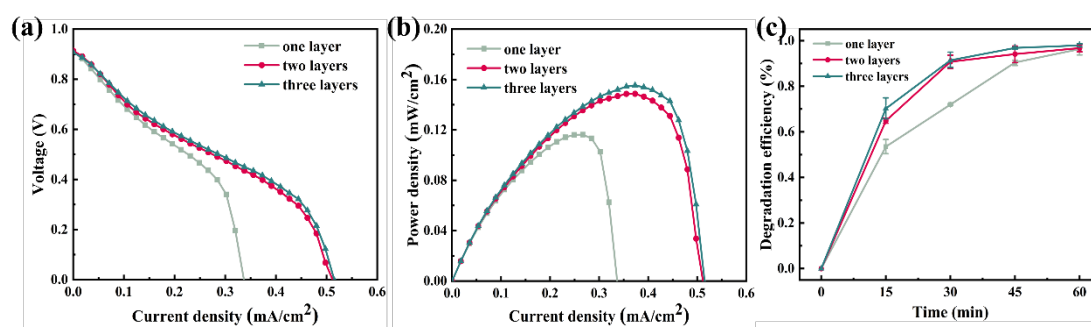 (a)
1.0
0.8
0.6
0.4
0.2
0.0
Voltage (V)
one layer
two layers
three layers
0.0 0.1 0.2 0.3 0.4 0.5 0.6
Current density (mA/cm²)
(b)
0.20
0.16
0.12
0.08
0.04
0.00
Power density (mW/cm²)
one layer
two layers
three layers
0.0 0.1 0.2 0.3 0.4 0.5 0.6
Current density (mA/cm²)
(c)
1.0
0.8
0.6
0.4
0.2
0.0
Degradation efficiency (%)
one layer
two layers
three layers
0 15 30 45 60
Time (min)